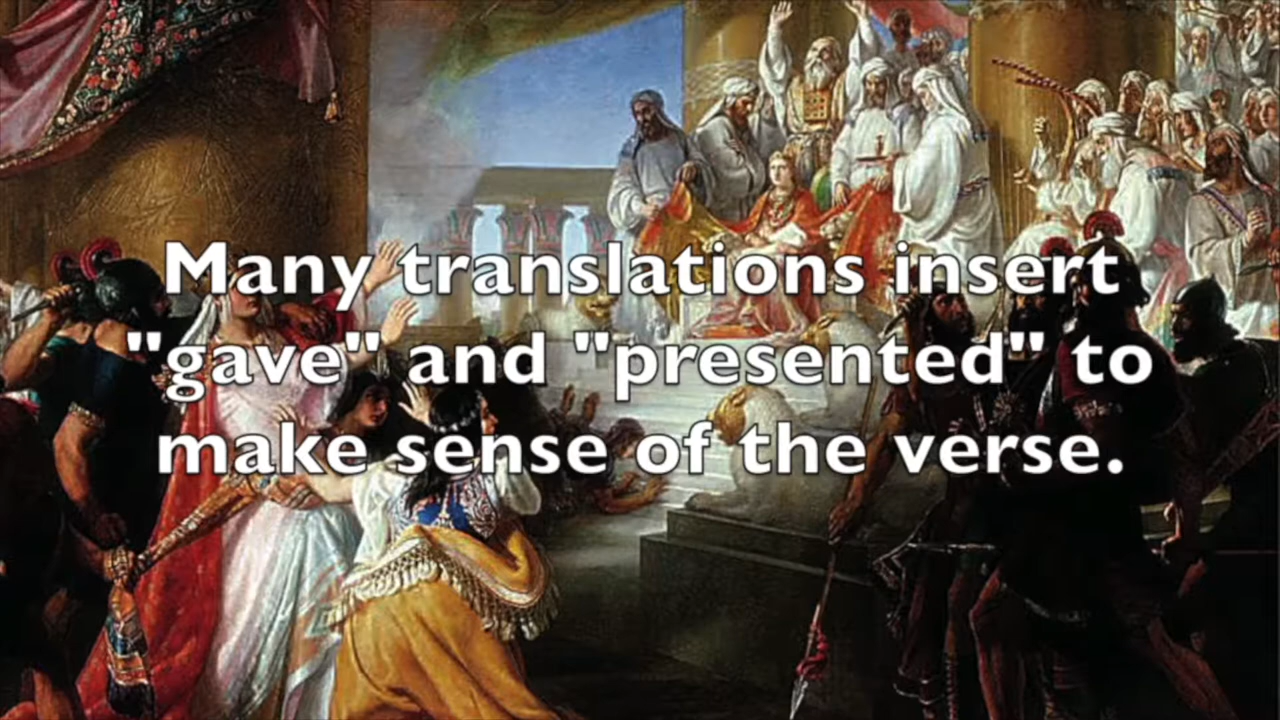 Many translations insert
"gave" and "presented" to
make sense of the verse.